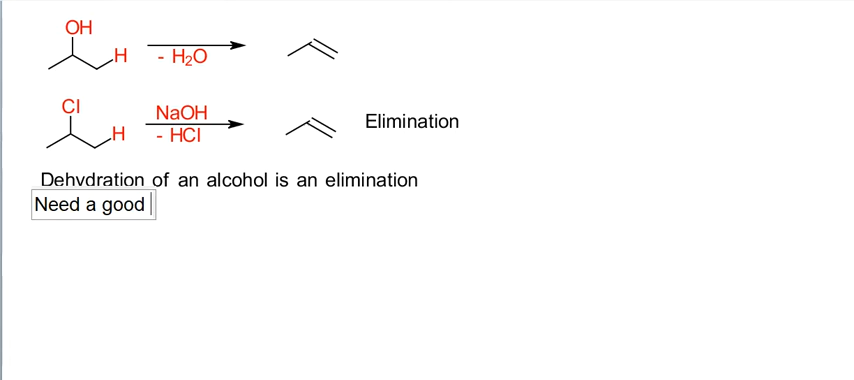 OH
H
- H₂O
Cl
H
NaOH
- HCl
Elimination
Dehydration of an alcohol is an elimination
Need a good